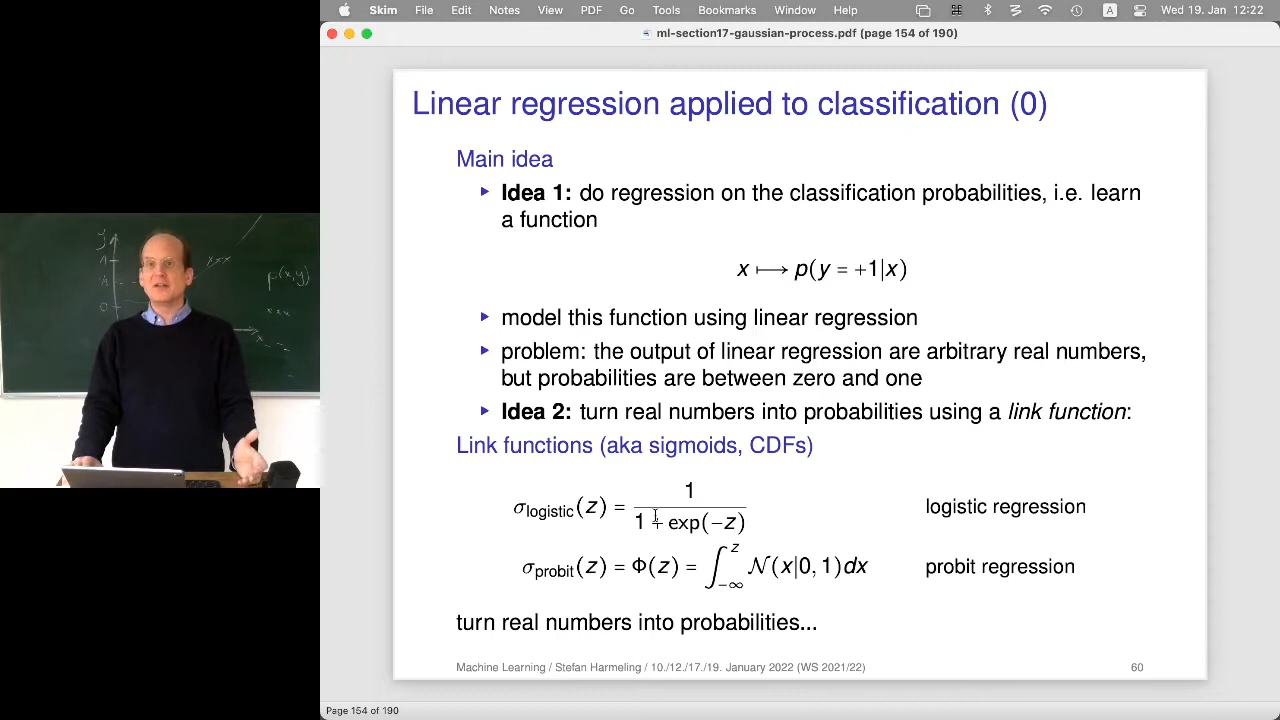 Skim File Edit Notes View PDF Go Tools Bookmarks Window Help A Wed 19. Jan 12:22
ml-section17-gaussian-process.pdf (page 154 of 190)
Linear regression applied to classification (0)
Main idea
▸ Idea 1: do regression on the classification probabilities, i.e. learn
a function
x ⟼ p(y = +1|x)
▸ model this function using linear regression
▸ problem: the output of linear regression are arbitrary real numbers,
but probabilities are between zero and one
▸ Idea 2: turn real numbers into probabilities using a link function:
Link functions (aka sigmoids, CDFs)
σ_logistic(z) = 1 / (1 + exp(−z)) logistic regression
σ_probit(z) = Φ(z) = ∫_{−∞}^{z} 𝒩(x|0, 1)dx probit regression
turn real numbers into probabilities...
Machine Learning / Stefan Harmeling / 10./12./17./19. January 2022 (WS 2021/22) 60
Page 154 of 190
y
1
0
xxx
p(x,y)
xxx
x